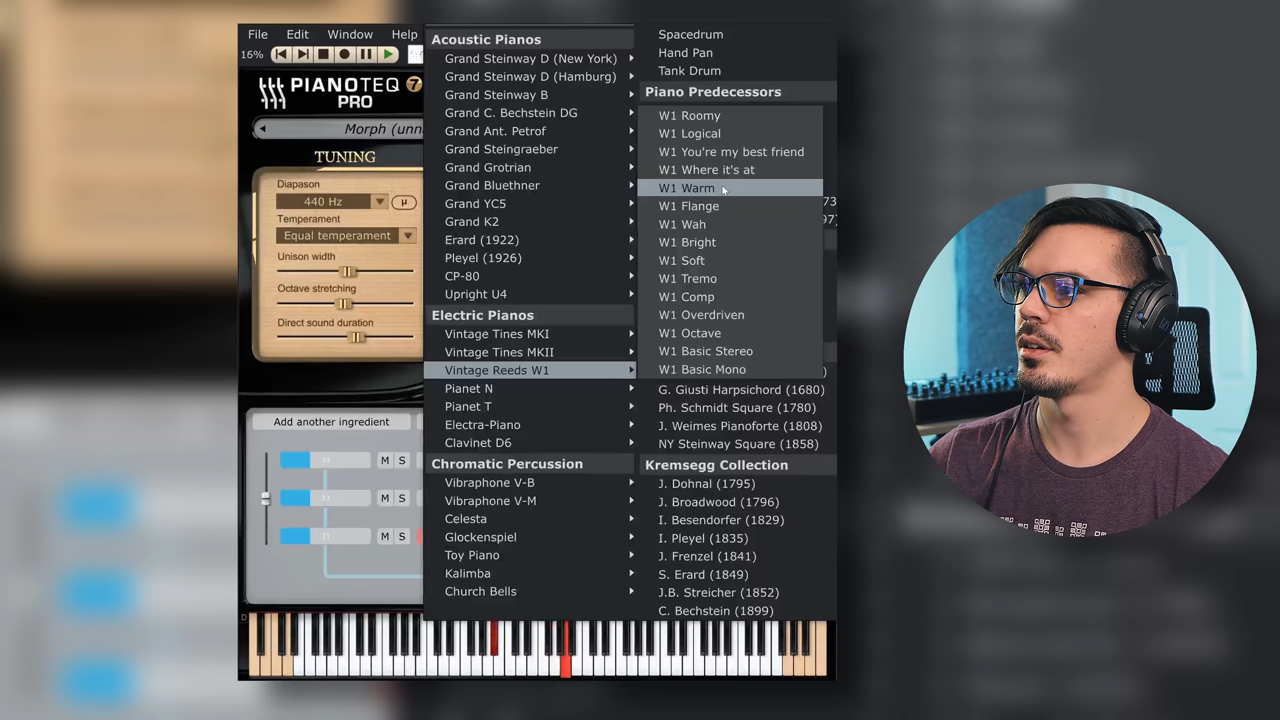 File Edit Window Help
16%
PIANOTEQ 7
PRO
Morph (unn
TUNING
Diapason
440 Hz
μ
Temperament
Equal temperament
Unison width
Octave stretching
Direct sound duration
Add another ingredient
M S
M S
M S
Acoustic Pianos
Grand Steinway D (New York)
Grand Steinway D (Hamburg)
Grand Steinway B
Grand C. Bechstein DG
Grand Ant. Petrof
Grand Steingraeber
Grand Grotrian
Grand Bluethner
Grand YC5
Grand K2
Erard (1922)
Pleyel (1926)
CP-80
Upright U4
Electric Pianos
Vintage Tines MKI
Vintage Tines MKII
Vintage Reeds W1
Pianet N
Pianet T
Electra-Piano
Clavinet D6
Chromatic Percussion
Vibraphone V-B
Vibraphone V-M
Celesta
Glockenspiel
Toy Piano
Kalimba
Church Bells
Spacedrum
Hand Pan
Tank Drum
Piano Predecessors
W1 Roomy
W1 Logical
W1 You're my best friend
W1 Where it's at
W1 Warm
W1 Flange
W1 Wah
W1 Bright
W1 Soft
W1 Tremo
W1 Comp
W1 Overdriven
W1 Octave
W1 Basic Stereo
W1 Basic Mono
G. Giusti Harpsichord (1680)
Ph. Schmidt Square (1780)
J. Weimes Pianoforte (1808)
NY Steinway Square (1858)
Kremsegg Collection
J. Dohnal (1795)
J. Broadwood (1796)
I. Besendorfer (1829)
I. Pleyel (1835)
J. Frenzel (1841)
S. Erard (1849)
J.B. Streicher (1852)
C. Bechstein (1899)